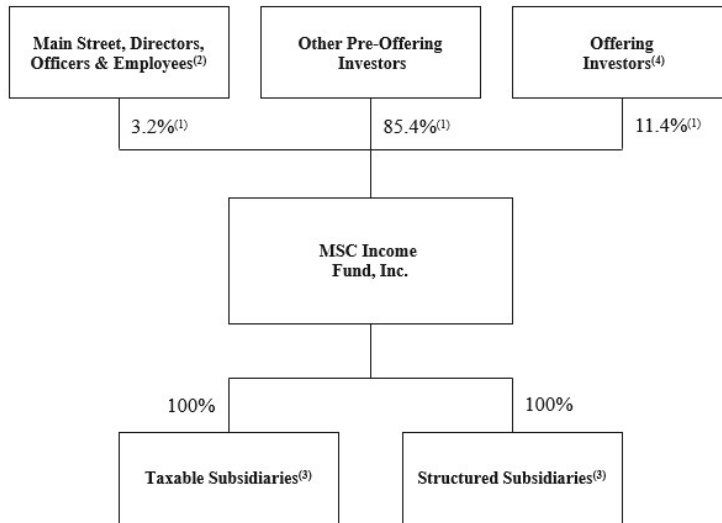 Main Street, Directors,
Officers & Employees(2)
Other Pre-Offering
Investors
Offering
Investors(4)
3.2%(1)
85.4%(1)
11.4%(1)
MSC Income
Fund, Inc.
100%
100%
Taxable Subsidiaries(3)
Structured Subsidiaries(3)